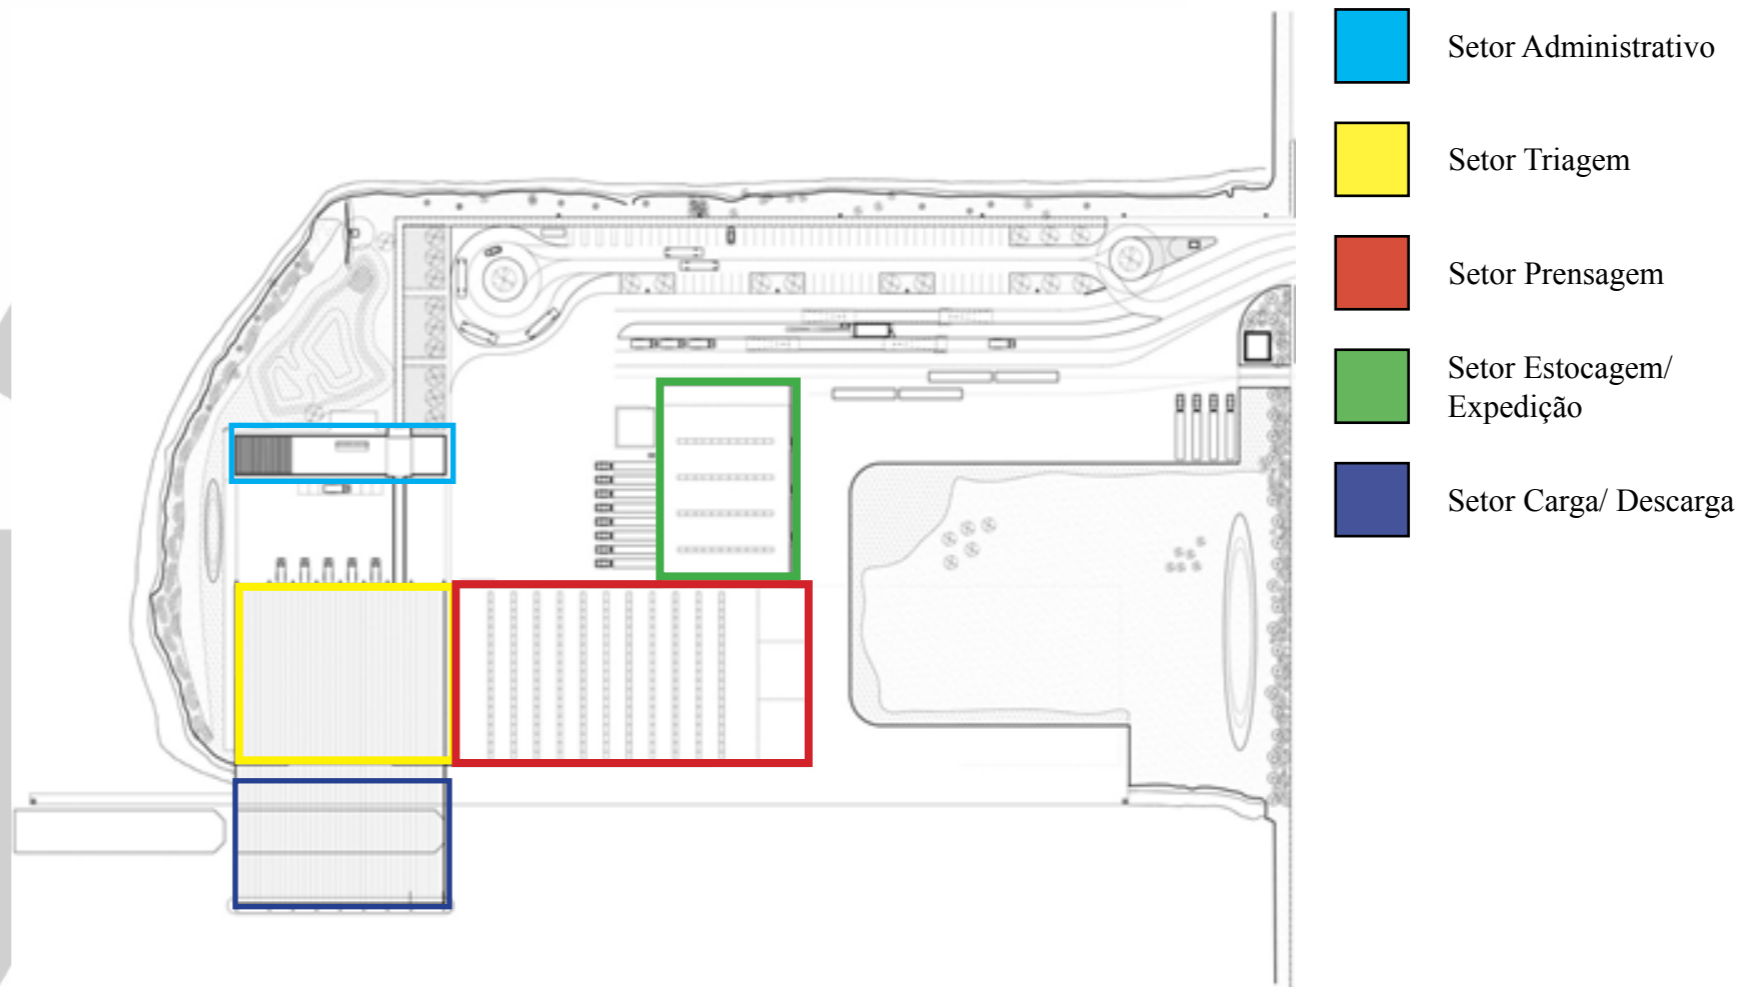 Setor Administrativo
Setor Triagem
Setor Prensagem
Setor Estocagem/
Expedição
Setor Carga/ Descarga